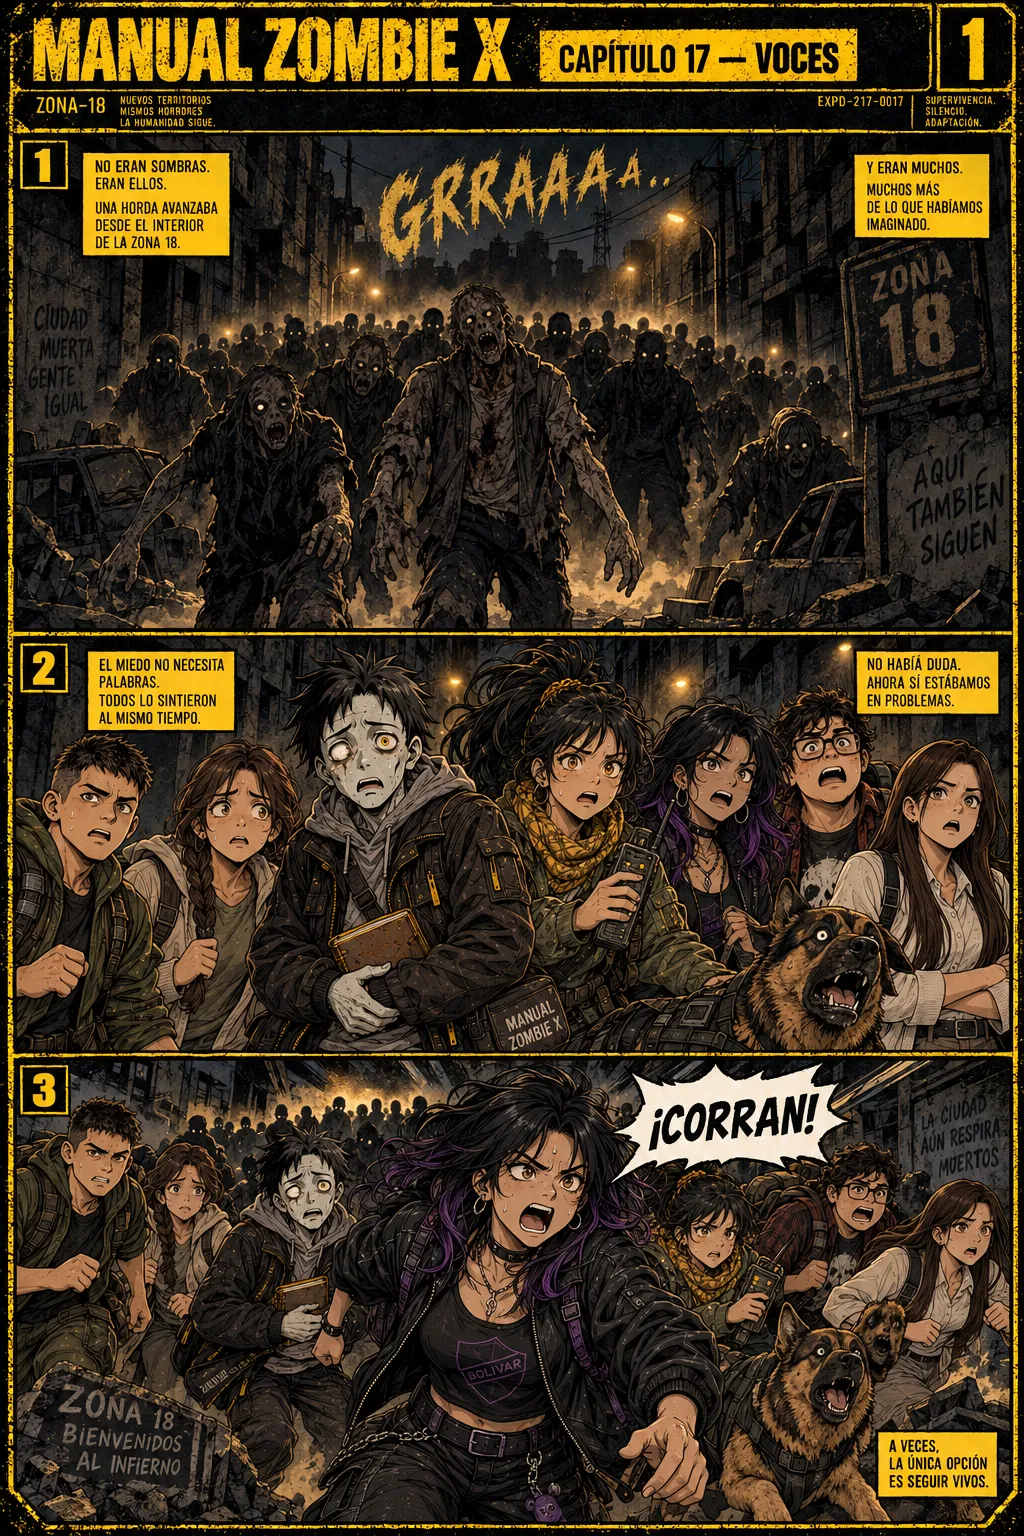 MANUAL ZOMBIE X
CAPÍTULO 17 — VOCES
1
ZONA-18
NUEVOS TERRITORIOS
MISMOS HORRORES
LA HUMANIDAD SIGUE.
EXPD-217-0017
SUPERVIVENCIA.
SILENCIO.
ADAPTACIÓN.
1
NO ERAN SOMBRAS.
ERAN ELLOS.
UNA HORDA AVANZABA
DESDE EL INTERIOR
DE LA ZONA 18.
GRRAAAA..
Y ERAN MUCHOS.
MUCHOS MÁS
DE LO QUE HABÍAMOS
IMAGINADO.
CIUDAD
MUERTA
GENTE
IGUAL
ZONA
18
AQUÍ
TAMBIÉN
SIGUEN
2
EL MIEDO NO NECESITA
PALABRAS.
TODOS LO SINTIERON
AL MISMO TIEMPO.
NO HABÍA DUDA.
AHORA SÍ ESTÁBAMOS
EN PROBLEMAS.
MANUAL
ZOMBIE X
3
¡CORRAN!
LA CIUDAD
AÚN RESPIRA
MUERTOS
BOLIVAR
ZONA 18
BIENVENIDOS
AL INFIERNO
A VECES,
LA ÚNICA OPCIÓN
ES SEGUIR VIVOS.